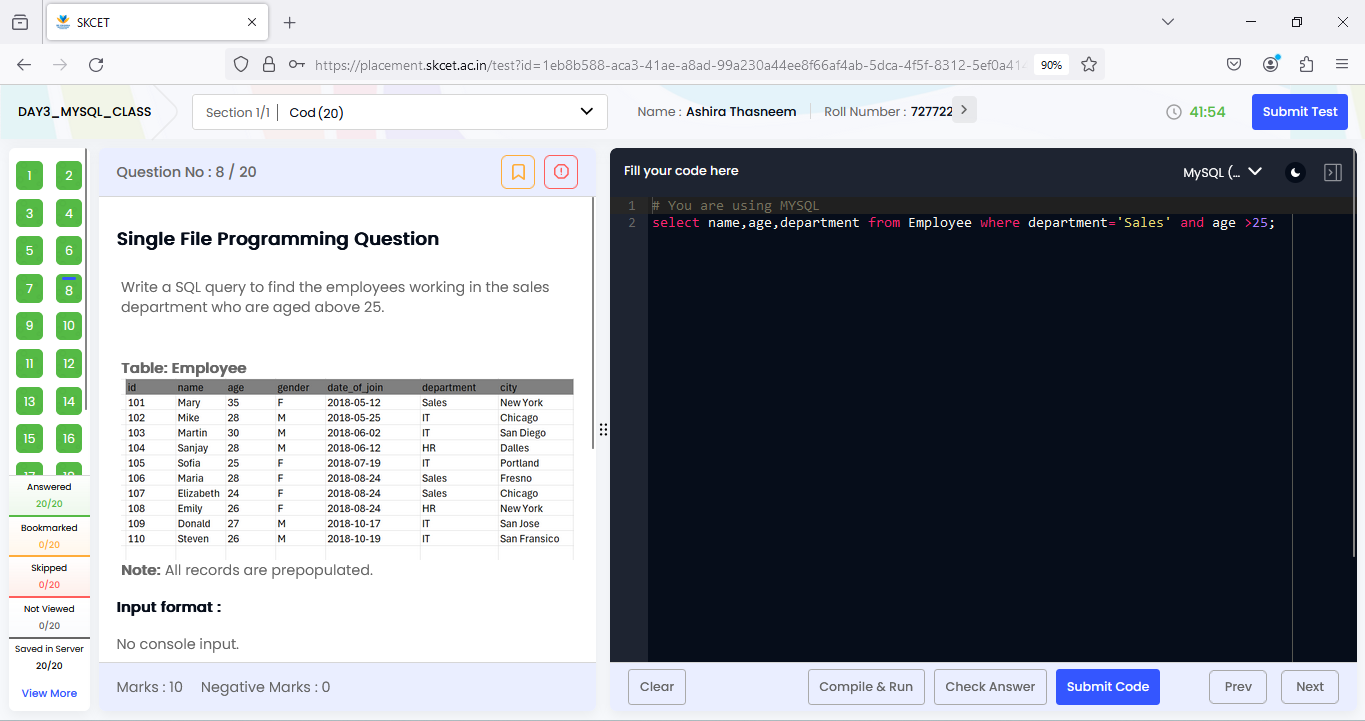 SKCET
https://placement.skcet.ac.in/test?id=1eb8b588-aca3-41ae-a8ad-99a230a44ee8f66af4ab-5dca-4f5f-8312-5ef0a414
90%
DAY3_MYSQL_CLASS
Section 1/1 | Cod (20)
Name : Ashira Thasneem
Roll Number : 727722
41:54
Submit Test
1 2
3 4
5 6
7 8
9 10
11 12
13 14
15 16
Answered
20/20
Bookmarked
0/20
Skipped
0/20
Not Viewed
0/20
Saved in Server
20/20
View More
Question No : 8 / 20
Single File Programming Question
Write a SQL query to find the employees working in the sales
department who are aged above 25.
Table: Employee
id name age gender date_of_join department city
101 Mary 35 F 2018-05-12 Sales New York
102 Mike 28 M 2018-05-25 IT Chicago
103 Martin 30 M 2018-06-02 IT San Diego
104 Sanjay 28 M 2018-06-12 HR Dalles
105 Sofia 25 F 2018-07-19 IT Portland
106 Maria 28 F 2018-08-24 Sales Fresno
107 Elizabeth 24 F 2018-08-24 Sales Chicago
108 Emily 26 F 2018-08-24 HR New York
109 Donald 27 M 2018-10-17 IT San Jose
110 Steven 26 M 2018-10-19 IT San Fransico
Note: All records are prepopulated.
Input format :
No console input.
Marks : 10 Negative Marks : 0
Fill your code here
MySQL (...
1 # You are using MYSQL
2 select name,age,department from Employee where department='Sales' and age >25;
Clear
Compile & Run
Check Answer
Submit Code
Prev
Next